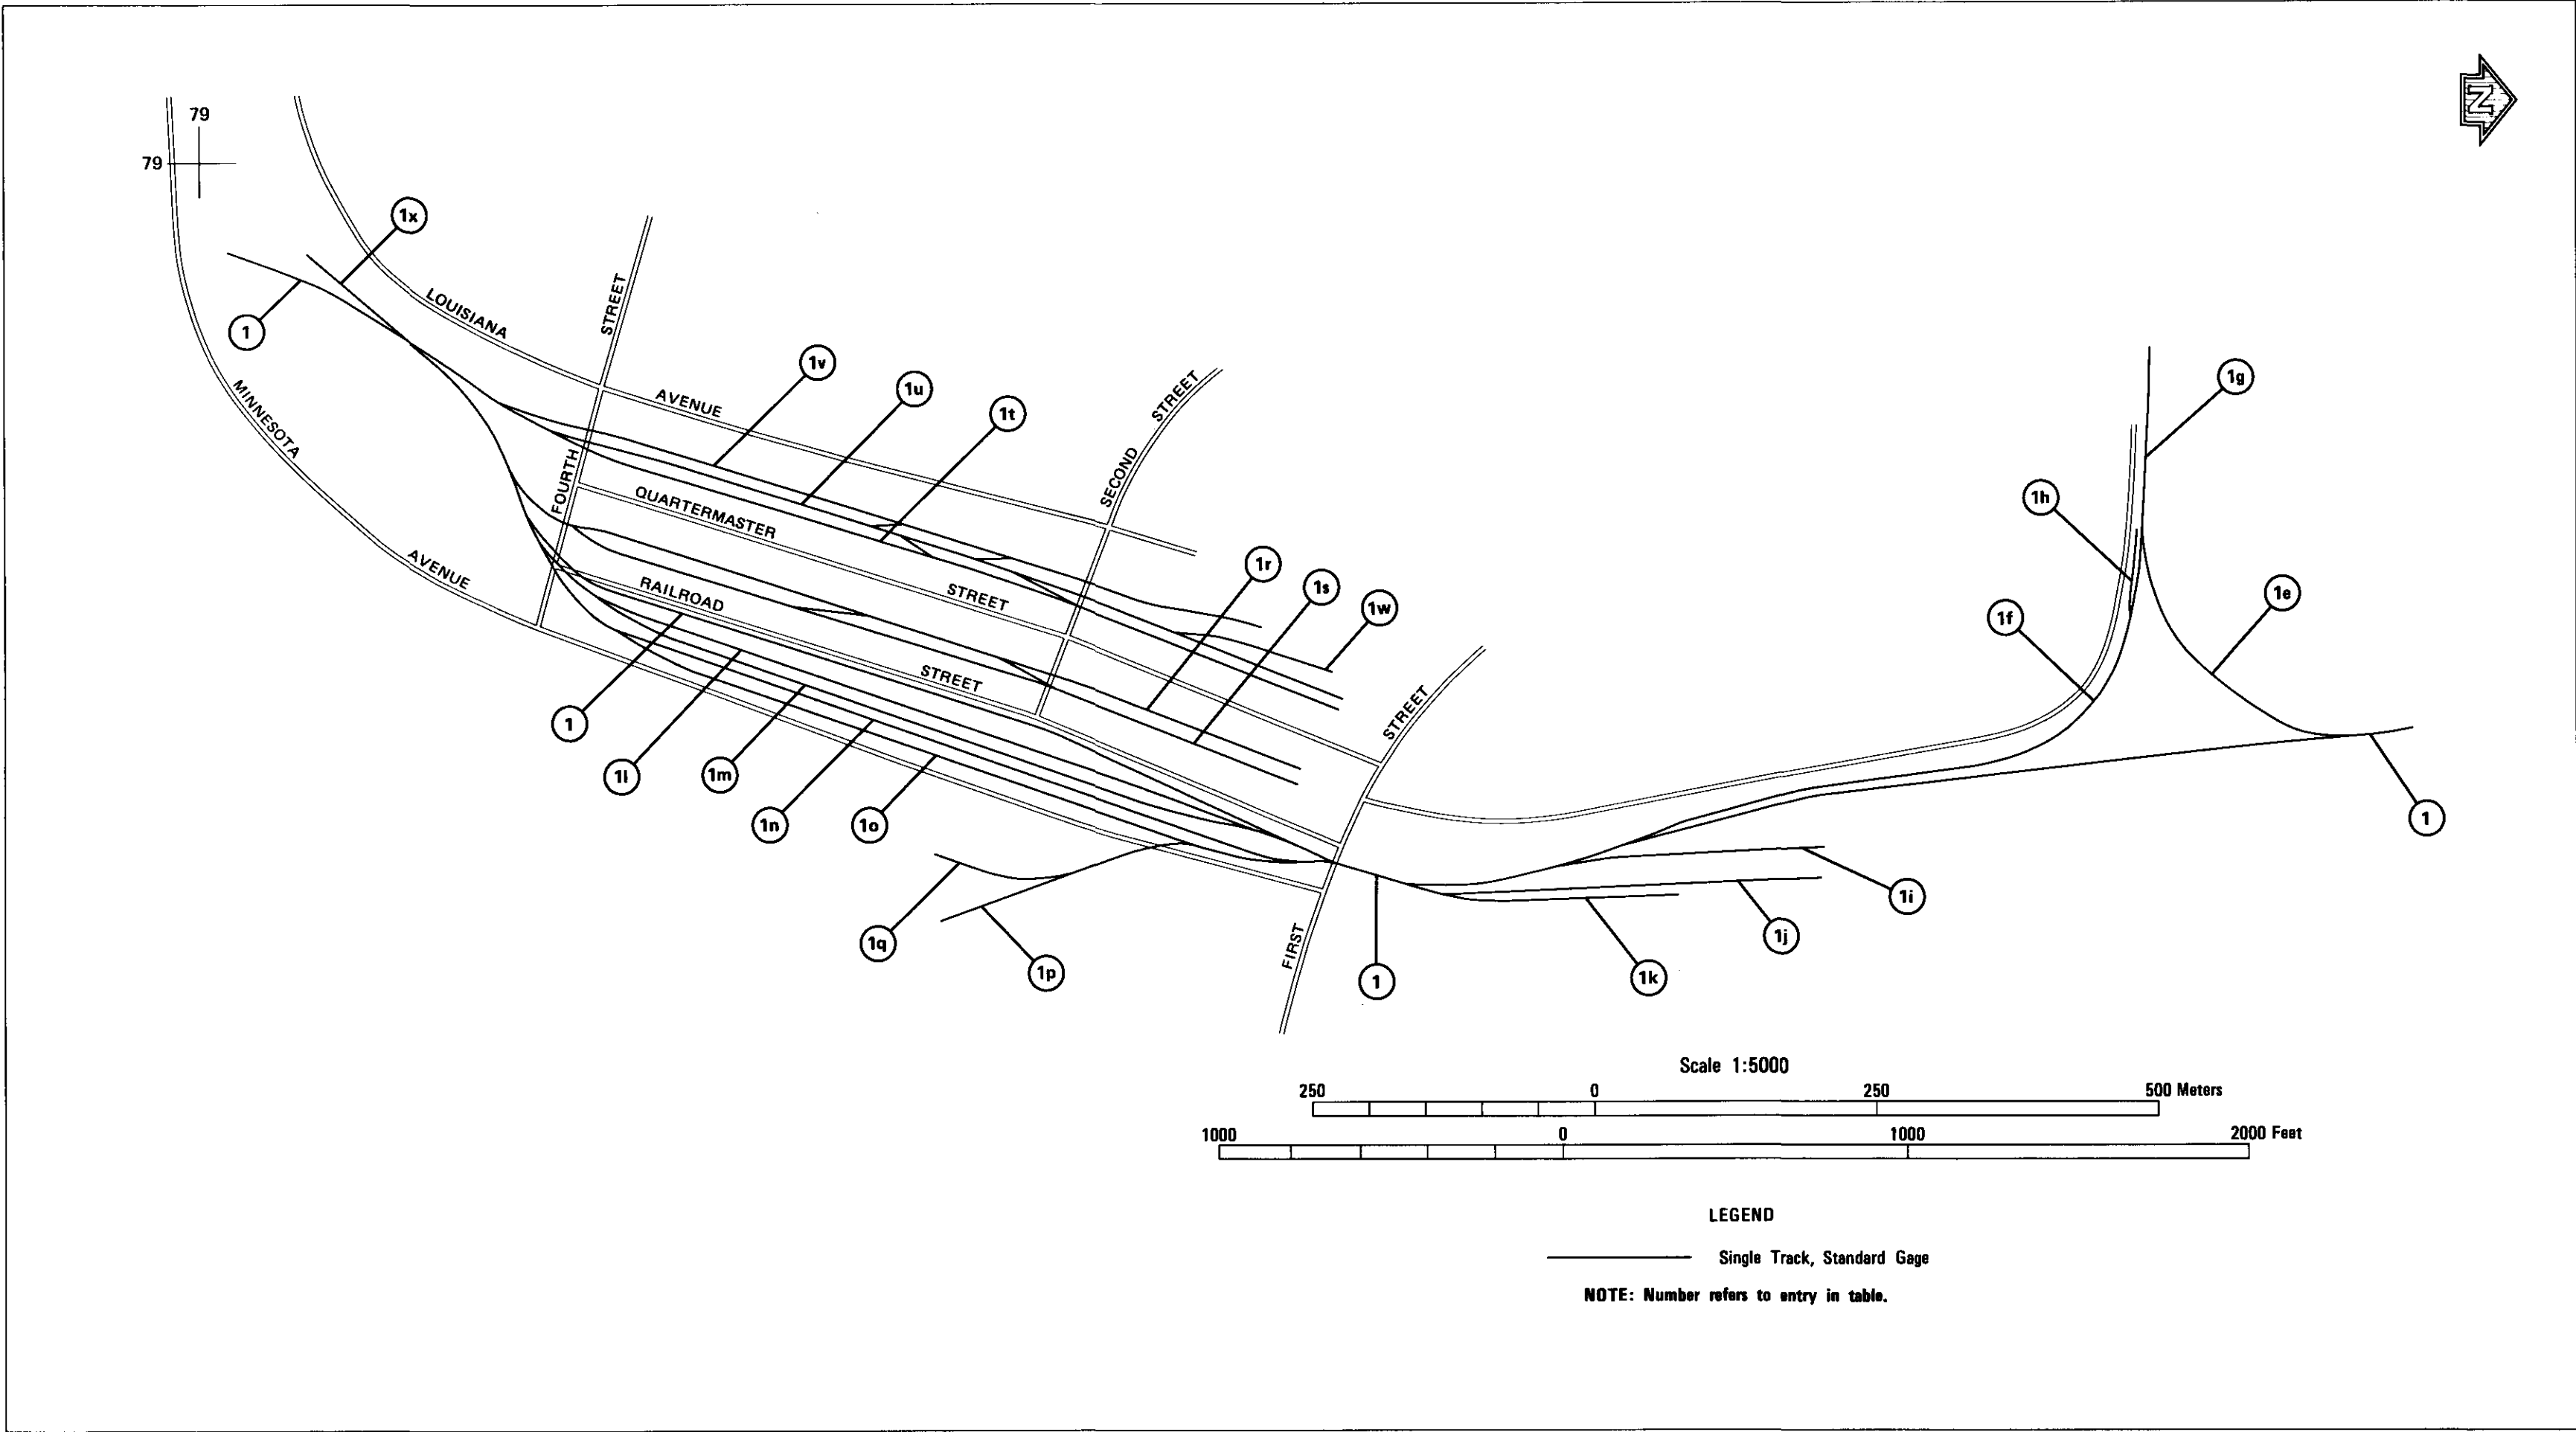 N
79
79
1x
1
LOUISIANA
AVENUE
STREET
FOURTH
MINNESOTA
AVENUE
1v
1u
1t
SECOND STREET
QUARTERMASTER
STREET
RAILROAD
STREET
1r
1s
1w
1
1l
1m
1n
1o
1q
1p
FIRST
STREET
1
1g
1h
1e
1f
1
1i
1j
1k
Scale 1:5000
250 0 250 500 Meters
1000 0 1000 2000 Feet
LEGEND
Single Track, Standard Gage
NOTE: Number refers to entry in table.